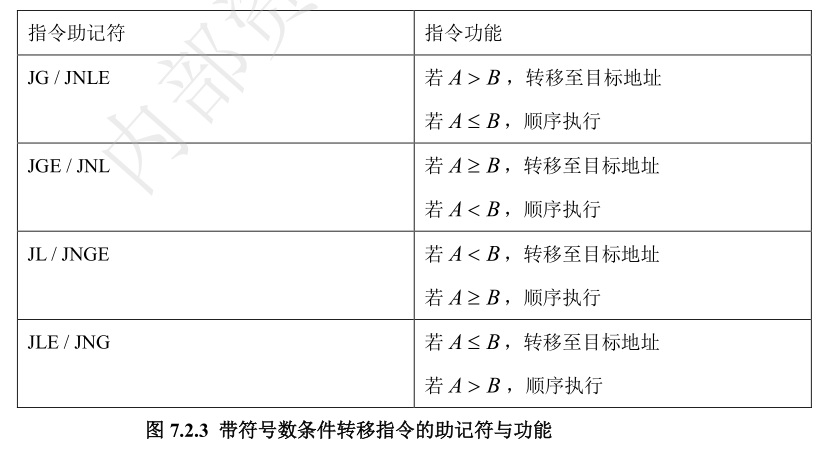 指令助记符 指令功能
JG / JNLE 若 A > B ，转移至目标地址
若 A ≤ B ，顺序执行
JGE / JNL 若 A ≥ B ，转移至目标地址
若 A < B ，顺序执行
JL / JNGE 若 A < B ，转移至目标地址
若 A ≥ B ，顺序执行
JLE / JNG 若 A ≤ B ，转移至目标地址
若 A > B ，顺序执行
图 7.2.3 带符号数条件转移指令的助记符与功能
内部资